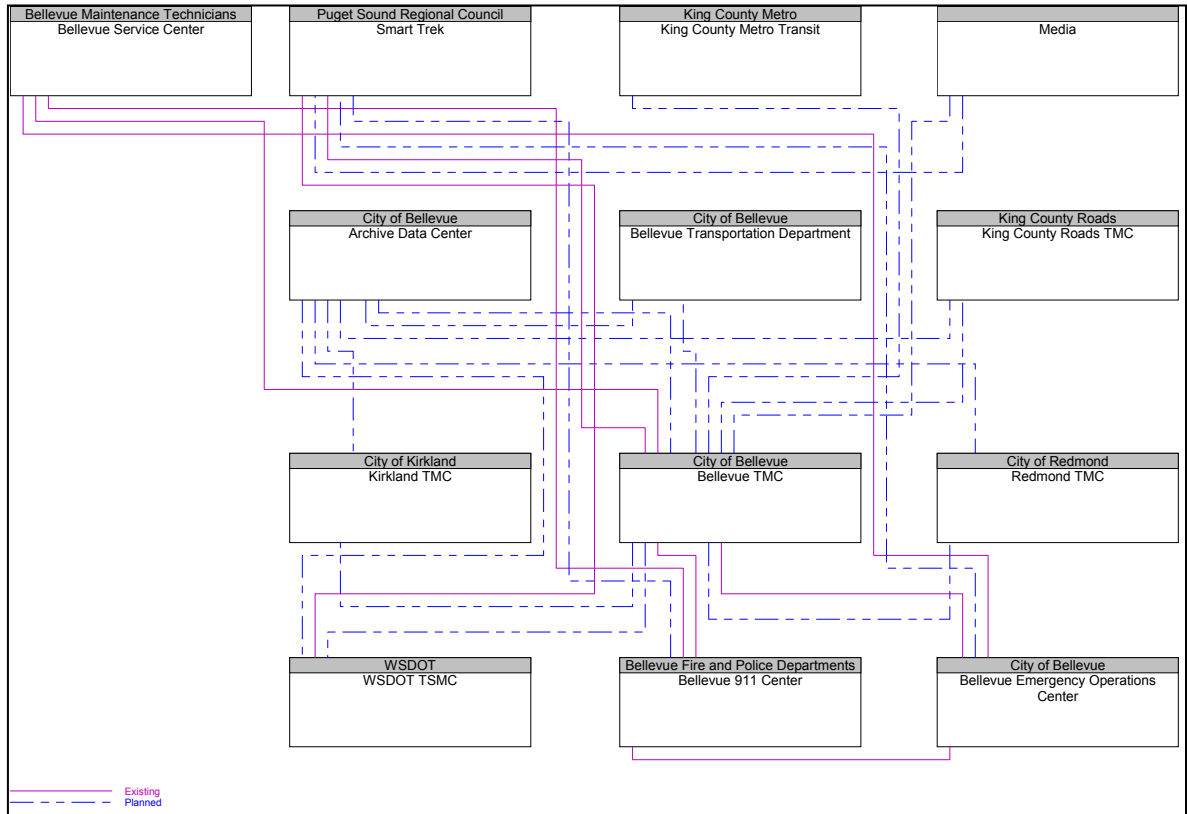 Bellevue Maintenance Technicians
Bellevue Service Center
Puget Sound Regional Council
Smart Trek
King County Metro
King County Metro Transit
Media
City of Bellevue
Archive Data Center
City of Bellevue
Bellevue Transportation Department
King County Roads
King County Roads TMC
City of Kirkland
Kirkland TMC
City of Bellevue
Bellevue TMC
City of Redmond
Redmond TMC
WSDOT
WSDOT TSMC
Bellevue Fire and Police Departments
Bellevue 911 Center
City of Bellevue
Bellevue Emergency Operations
Center
Existing
Planned